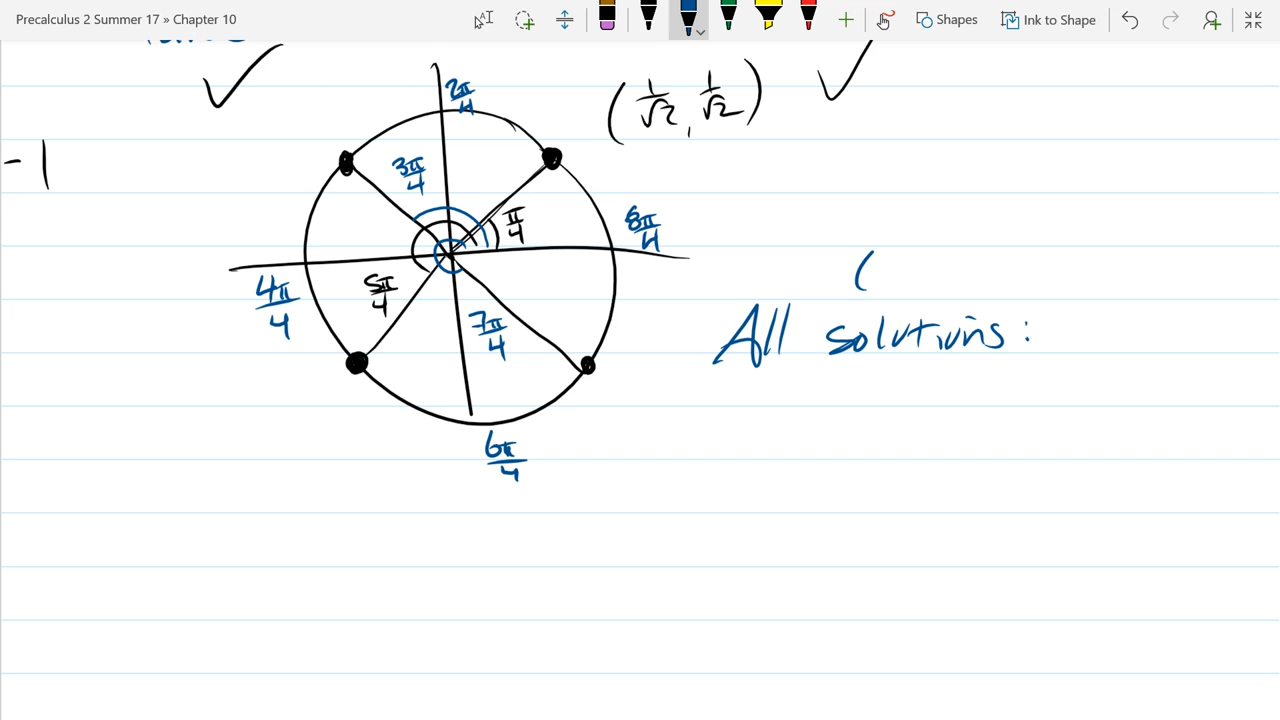 Precalculus 2 Summer 17 » Chapter 10
Shapes
Ink to Shape
2π/4
(1/√2, 1/√2)
-1
3π/4
π/4
8π/4
4π/4
5π/4
7π/4
(
All solutions:
6π/4